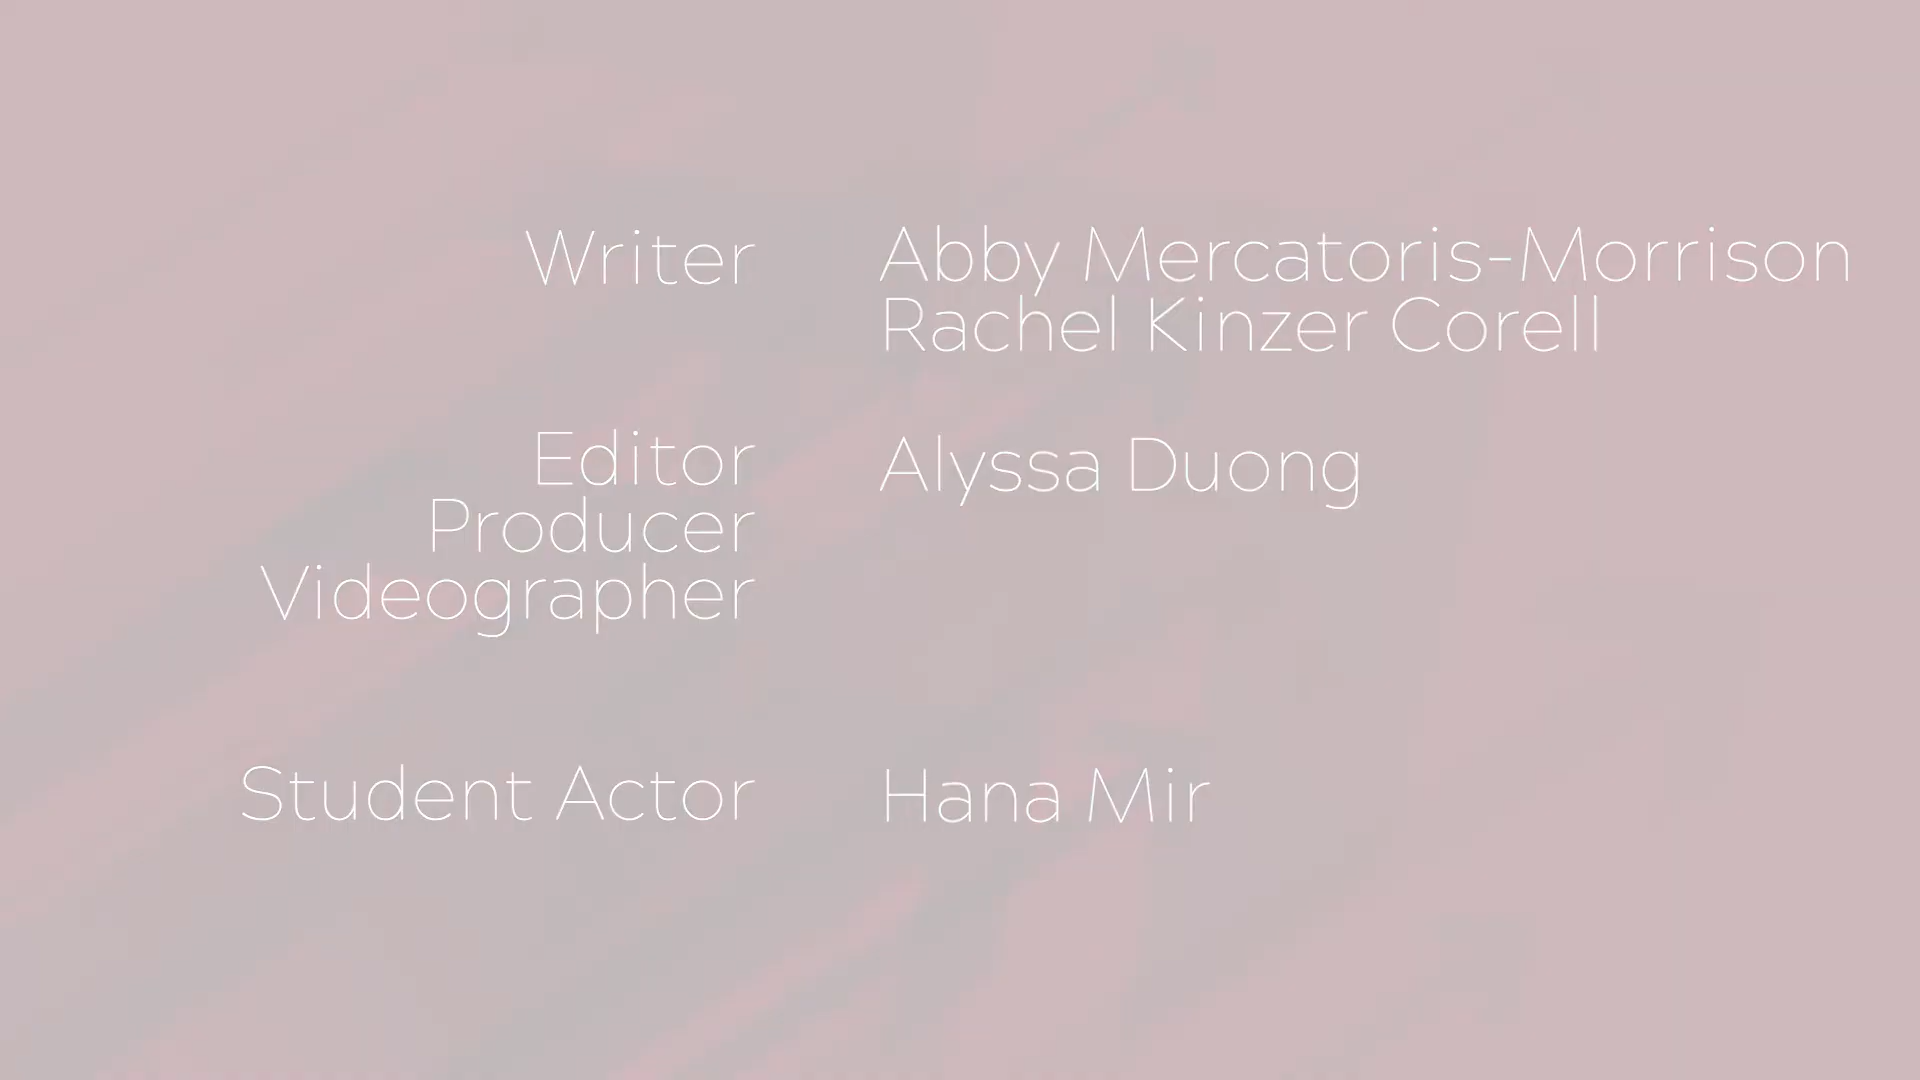 Writer Abby Mercatoris-Morrison
Rachel Kinzer Corell
Editor Alyssa Duong
Producer
Videographer
Student Actor Hana Mir